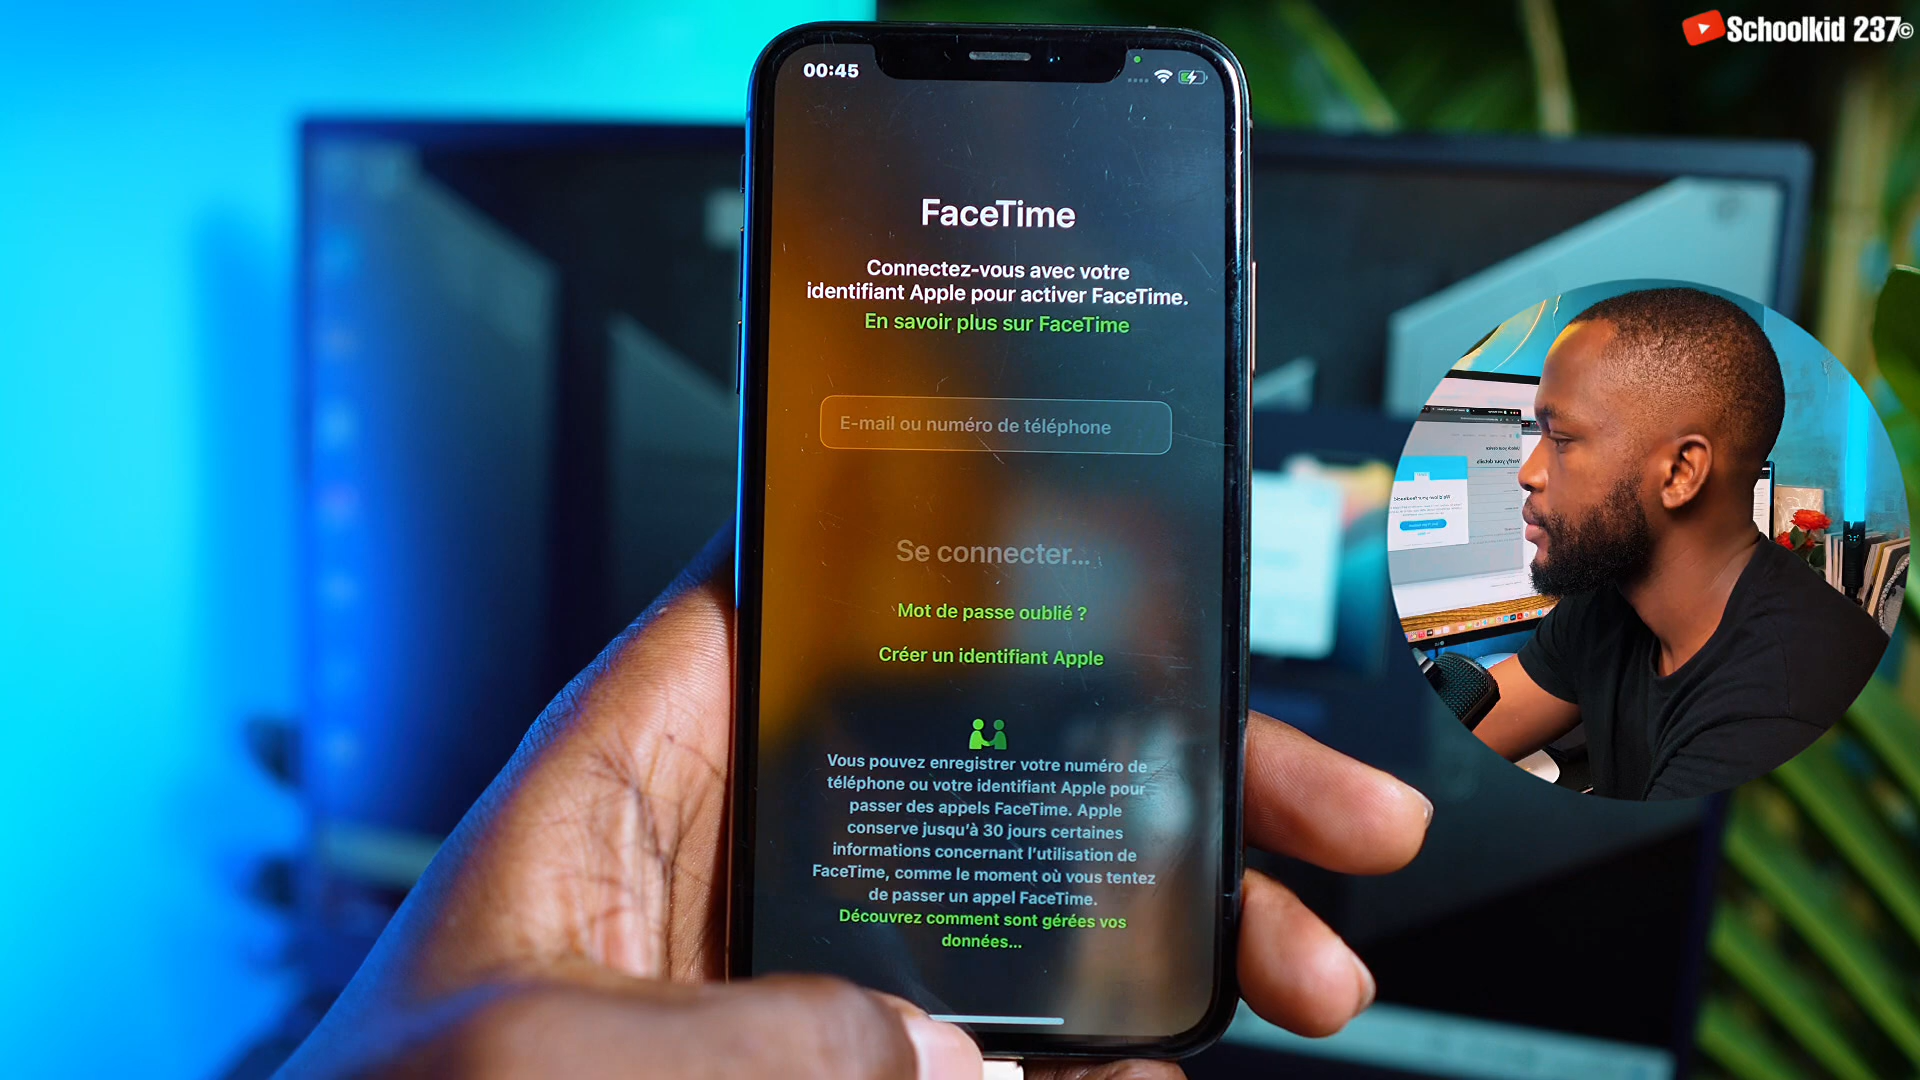 Schoolkid 237©
00:45
FaceTime
Connectez-vous avec votre
identifiant Apple pour activer FaceTime.
En savoir plus sur FaceTime
E-mail ou numéro de téléphone
Se connecter...
Mot de passe oublié ?
Créer un identifiant Apple
Vous pouvez enregistrer votre numéro de
téléphone ou votre identifiant Apple pour
passer des appels FaceTime. Apple
conserve jusqu'à 30 jours certaines
informations concernant l'utilisation de
FaceTime, comme le moment où vous tentez
de passer un appel FaceTime.
Découvrez comment sont gérées vos
données...
Verify your details